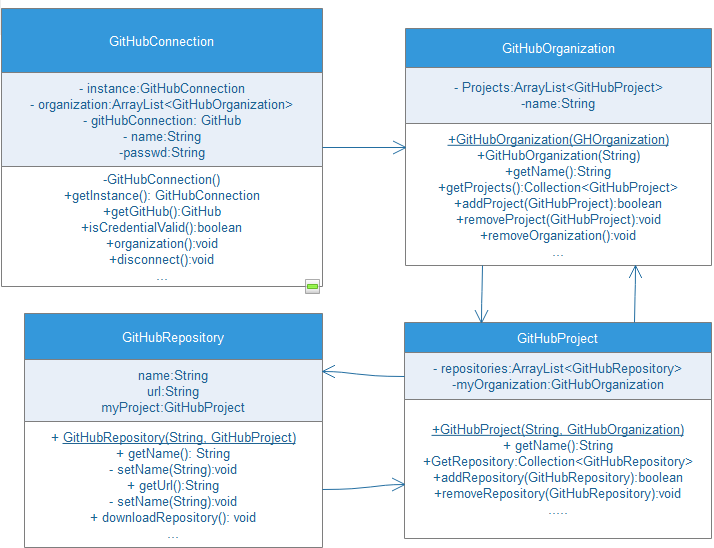 GitHubConnection
- instance:GitHubConnection
- organization:ArrayList<GitHubOrganization>
- gitHubConnection: GitHub
- name:String
-passwd:String
-GitHubConnection()
+getInstance(): GitHubConnection
+getGitHub():GitHub
+isCredentialValid():boolean
+organization():void
+disconnect():void
...
GitHubOrganization
- Projects:ArrayList<GitHubProject>
-name:String
+GitHubOrganization(GHOrganization)
+GitHubOrganization(String)
+getName():String
+getProjects():Collection<GitHubProject>
+addProject(GitHubProject):boolean
+removeProject(GitHubProject):void
+removeOrganization():void
...
GitHubRepository
name:String
url:String
myProject:GitHubProject
+ GitHubRepository(String, GitHubProject)
+ getName(): String
- setName(String):void
+ getUrl():String
- setName(String):void
+ downloadRepository(): void
...
GitHubProject
- repositories:ArrayList<GitHubRepository>
-myOrganization:GitHubOrganization
+GitHubProject(String, GitHubOrganization)
+ getName():String
+GetRepository:Collection<GitHubRepository>
+addRepository(GitHubRepository):boolean
+removeRepository(GitHubRepository):void
.....